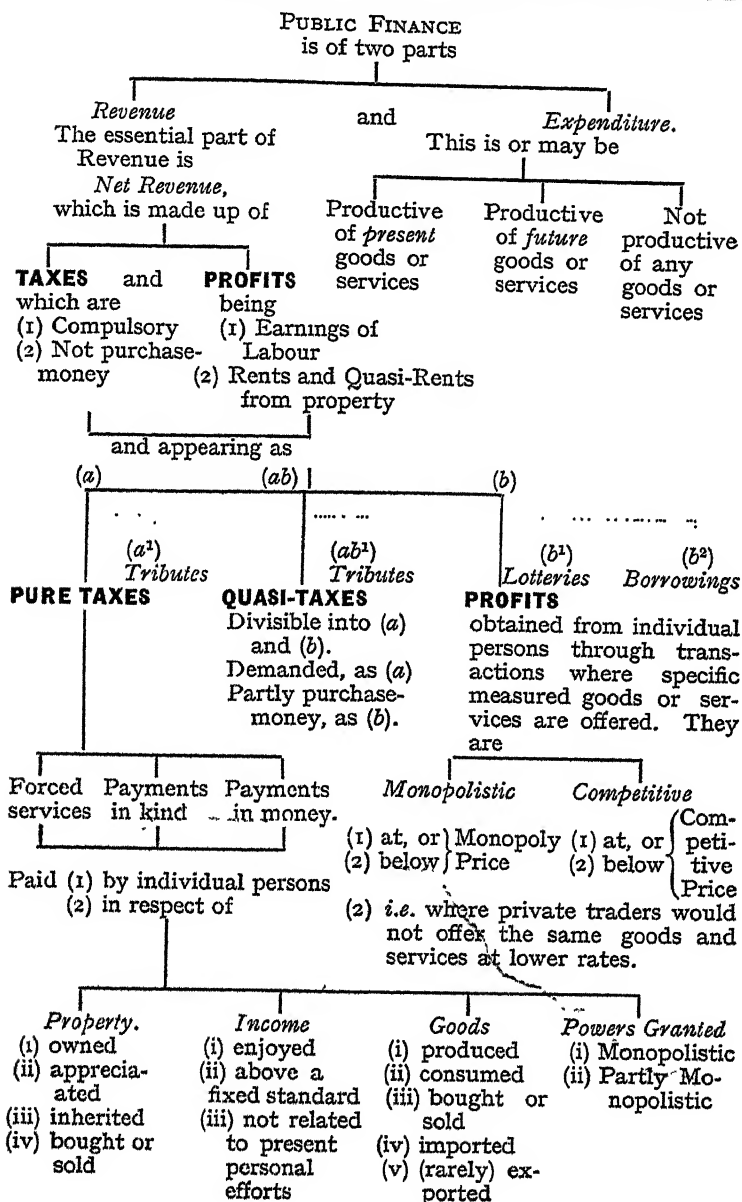 PUBLIC FINANCE
is of two parts
Revenue and Expenditure.
The essential part of
Revenue is
Net Revenue,
which is made up of
This is or may be
Productive
of present
goods or
services
Productive
of future
goods or
services
Not
productive
of any
goods or
services
TAXES and
which are
(1) Compulsory
(2) Not purchase-
money
PROFITS
being
(1) Earnings of
Labour
(2) Rents and Quasi-Rents
from property
and appearing as
(a) (ab) (b)
(a¹)
Tributes
(ab¹)
Tributes
(b¹)
Lotteries
(b²)
Borrowings
PURE TAXES
QUASI-TAXES
Divisible into (a)
and (b).
Demanded, as (a)
Partly purchase-
money, as (b).
PROFITS
obtained from individual
persons through trans-
actions where specific
measured goods or ser-
vices are offered. They
are
Forced
services
Payments
in kind
Payments
in money.
Monopolistic
(1) at, or
(2) below
Monopoly
Price
Competitive
(1) at, or
(2) below
Com-
peti-
tive
Price
Paid (1) by individual persons
(2) in respect of
(2) i.e. where private traders would
not offer the same goods and
services at lower rates.
Property.
(i) owned
(ii) apprecia-
ated
(iii) inherited
(iv) bought or
sold
Income
(i) enjoyed
(ii) above a
fixed standard
(iii) not related
to present
personal
efforts
Goods
(i) produced
(ii) consumed
(iii) bought or
sold
(iv) imported
(v) (rarely) ex-
ported
Powers Granted
(i) Monopolistic
(ii) Partly Mo-
nopolistic